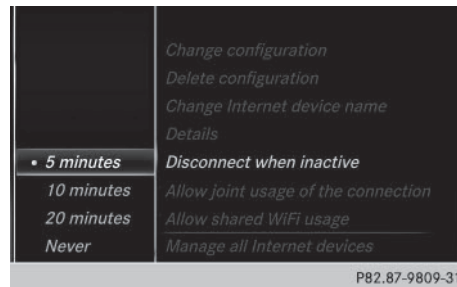 Change configuration
Delete configuration
Change Internet device name
Details
• 5 minutes Disconnect when inactive
10 minutes Allow joint usage of the connection
20 minutes Allow shared WiFi usage
Never Manage all Internet devices
P82.87-9809-31